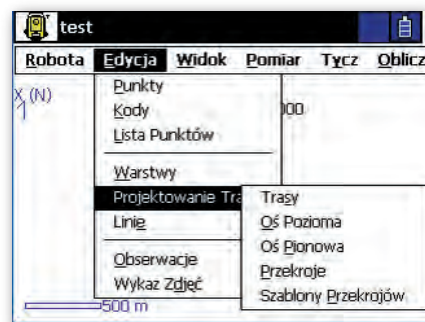 test
Robota Edycja Widok Pomiar Tycz Oblicz
X (N)
Punkty
Kody
000
Lista Punktów
Warstwy
Projektowanie Tra
Linie
Obserwacje
Wykaz Zdjęć
Trasy
Oś Pozioma
Oś Pionowa
Przekroje
Szablony Przekrojów
500 m